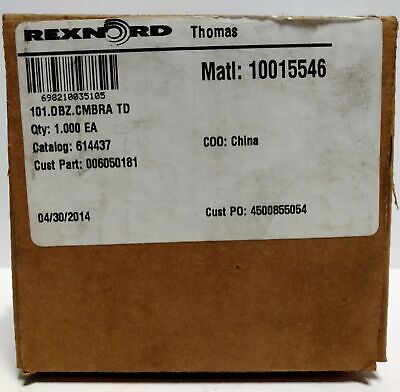 REXNORD Thomas
Matl: 10015546
698210035105
101.DBZ.CMBRA TD
Qty: 1.000 EA
Catalog: 614437
COO: China
Cust Part: 006050181
04/30/2014
Cust PO: 4500855054